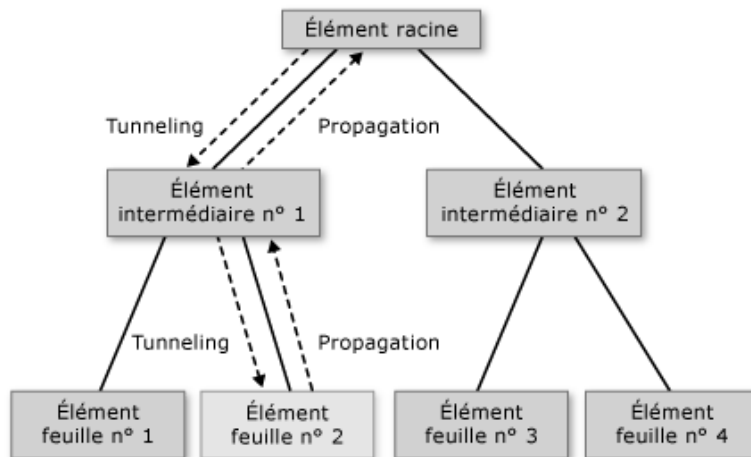 Élément racine
Tunneling
Propagation
Élément
intermédiaire n° 1
Élément
intermédiaire n° 2
Tunneling
Propagation
Élément
feuille n° 1
Élément
feuille n° 2
Élément
feuille n° 3
Élément
feuille n° 4